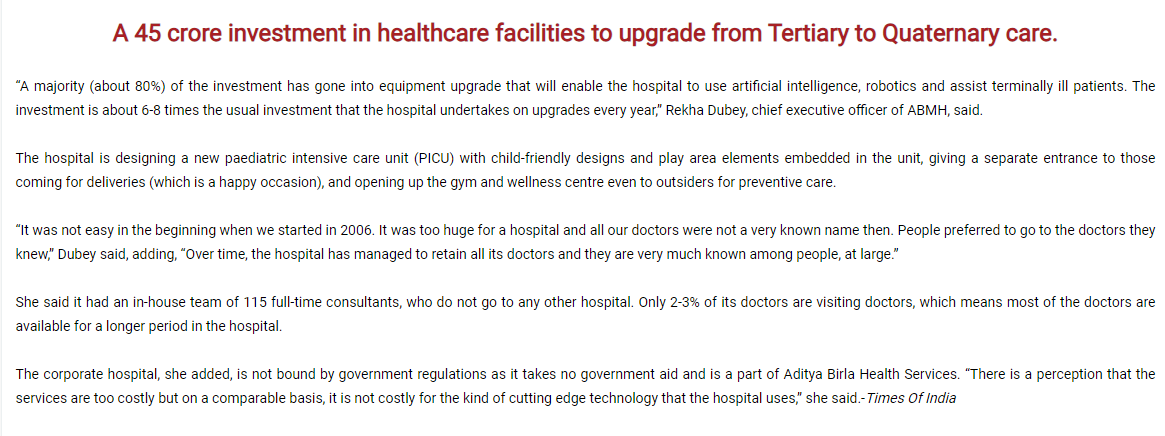 A 45 crore investment in healthcare facilities to upgrade from Tertiary to Quaternary care.
"A majority (about 80%) of the investment has gone into equipment upgrade that will enable the hospital to use artificial intelligence, robotics and assist terminally ill patients. The
investment is about 6-8 times the usual investment that the hospital undertakes on upgrades every year," Rekha Dubey, chief executive officer of ABMH, said.
The hospital is designing a new paediatric intensive care unit (PICU) with child-friendly designs and play area elements embedded in the unit, giving a separate entrance to those
coming for deliveries (which is a happy occasion), and opening up the gym and wellness centre even to outsiders for preventive care.
"It was not easy in the beginning when we started in 2006. It was too huge for a hospital and all our doctors were not a very known name then. People preferred to go to the doctors they
knew," Dubey said, adding, "Over time, the hospital has managed to retain all its doctors and they are very much known among people, at large."
She said it had an in-house team of 115 full-time consultants, who do not go to any other hospital. Only 2-3% of its doctors are visiting doctors, which means most of the doctors are
available for a longer period in the hospital.
The corporate hospital, she added, is not bound by government regulations as it takes no government aid and is a part of Aditya Birla Health Services. "There is a perception that the
services are too costly but on a comparable basis, it is not costly for the kind of cutting edge technology that the hospital uses," she said.-Times Of India